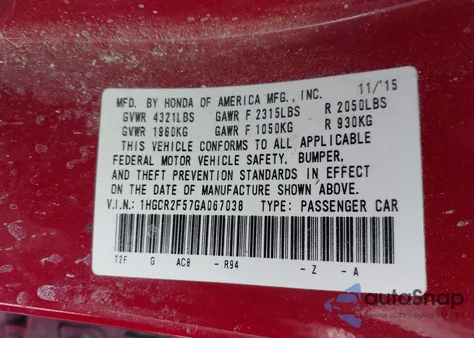 MFD. BY HONDA OF AMERICA MFG., INC. 11/'15
GVWR 4321LBS GAWR F 2315LBS R 2050LBS
GVWR 1960KG GAWR F 1050KG R 930KG
THIS VEHICLE CONFORMS TO ALL APPLICABLE
FEDERAL MOTOR VEHICLE SAFETY, BUMPER,
AND THEFT PREVENTION STANDARDS IN EFFECT
ON THE DATE OF MANUFACTURE SHOWN ABOVE.
V.I.N.: 1HGCR2F57GA067038 TYPE: PASSENGER CAR
T2F G AC8 - R94 - Z - A
autoSnap